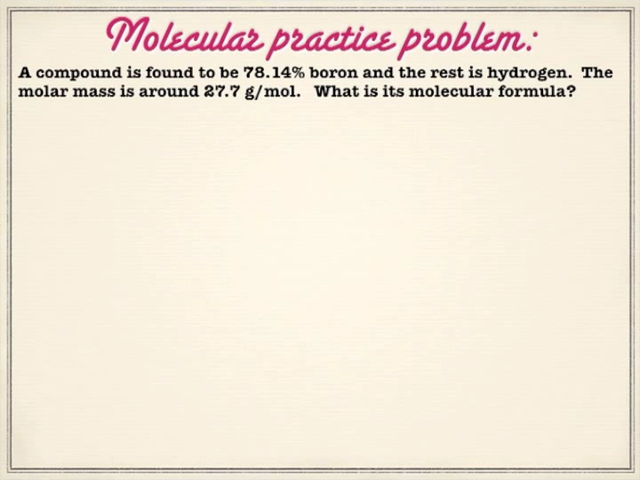 Molecular practice problem:
A compound is found to be 78.14% boron and the rest is hydrogen.  The
molar mass is around 27.7 g/mol.   What is its molecular formula?